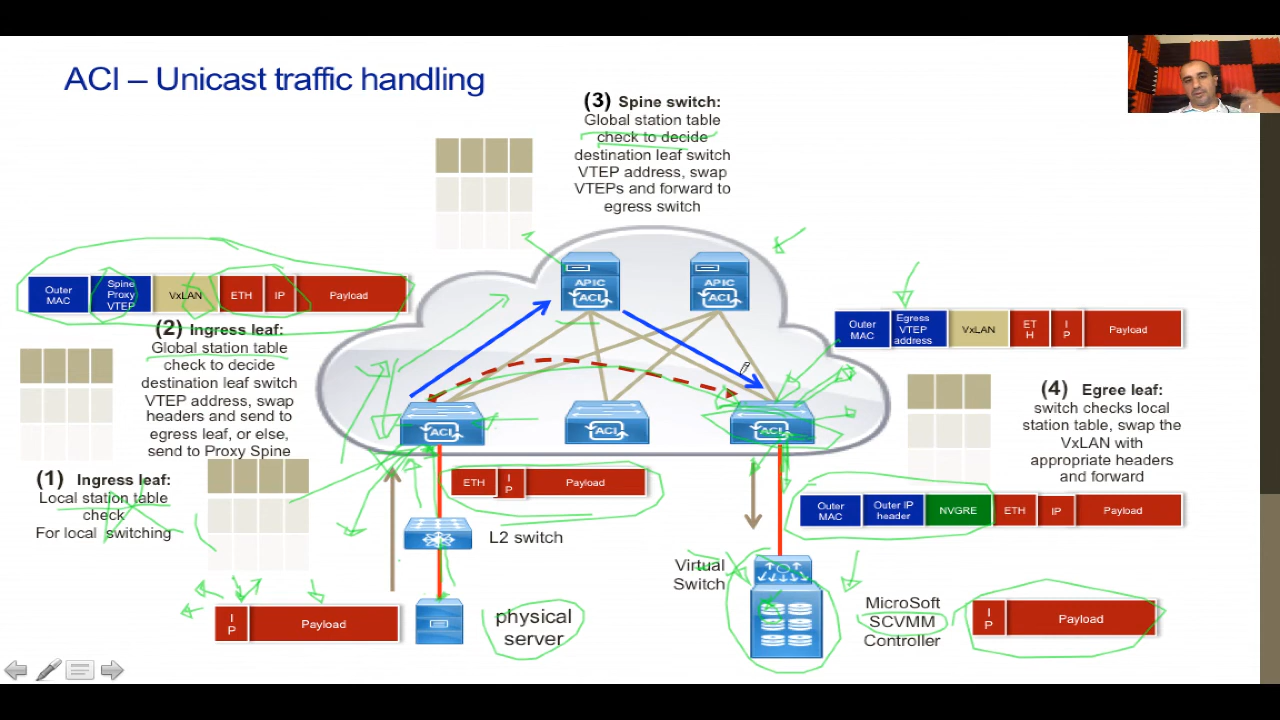 ACI – Unicast traffic handling
(3) Spine switch:
Global station table
check to decide
destination leaf switch
VTEP address, swap
VTEPs and forward to
egress switch
Outer
MAC
Spine
Proxy
VTEP
VxLAN
ETH
IP
Payload
(2) Ingress leaf:
Global station table
check to decide
destination leaf switch
VTEP address, swap
headers and send to
egress leaf, or else,
send to Proxy Spine
(1) Ingress leaf:
Local station table
check
For local switching
APIC
ACI
APIC
ACI
ACI
ACI
ACI
Outer
MAC
Egress
VTEP
address
VxLAN
ET
H
I
P
Payload
(4) Egree leaf:
switch checks local
station table, swap the
VxLAN with
appropriate headers
and forward
ETH
I
P
Payload
L2 switch
Outer
MAC
Outer IP
header
NVGRE
ETH
IP
Payload
Virtual
Switch
I
P
Payload
physical
server
MicroSoft
SCVMM
Controller
I
P
Payload